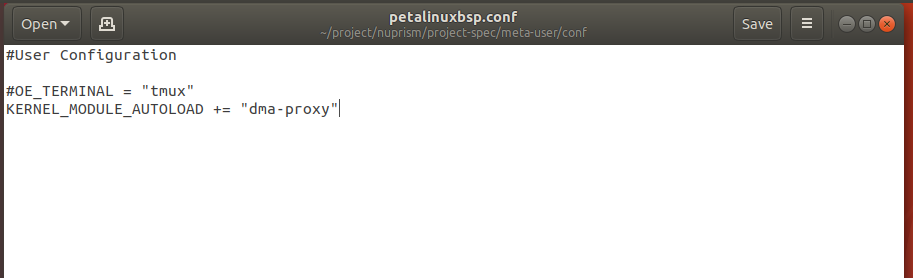 Open
petalinuxbsp.conf
~/project/nuprism/project-spec/meta-user/conf
Save
#User Configuration
#OE_TERMINAL = "tmux"
KERNEL_MODULE_AUTOLOAD += "dma-proxy"